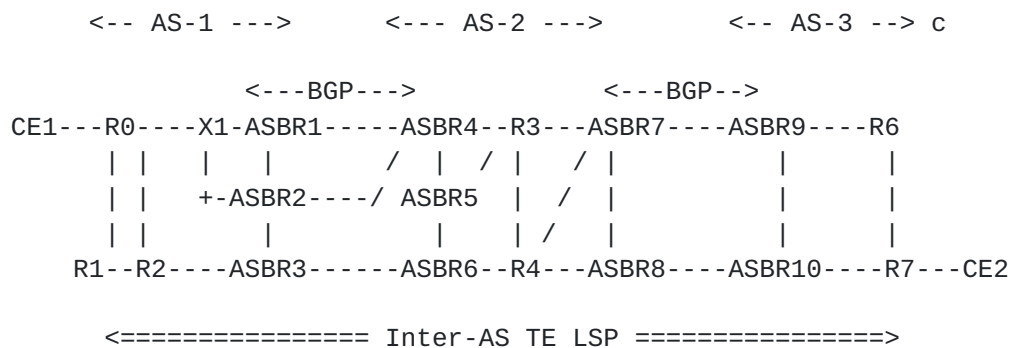 <-- AS-1 --->      <--- AS-2 --->        <-- AS-3 --> c
<---BGP--->            <---BGP-->
CE1---R0----X1-ASBR1-----ASBR4--R3---ASBR7----ASBR9----R6
      | |   |   |       /  |  / |   / |          |      |
      | |   +-ASBR2----/ ASBR5  |  /  |          |      |
      | |       |          |    | /   |          |      |
    R1--R2----ASBR3------ASBR6--R4---ASBR8----ASBR10----R7---CE2
<================ Inter-AS TE LSP ================>